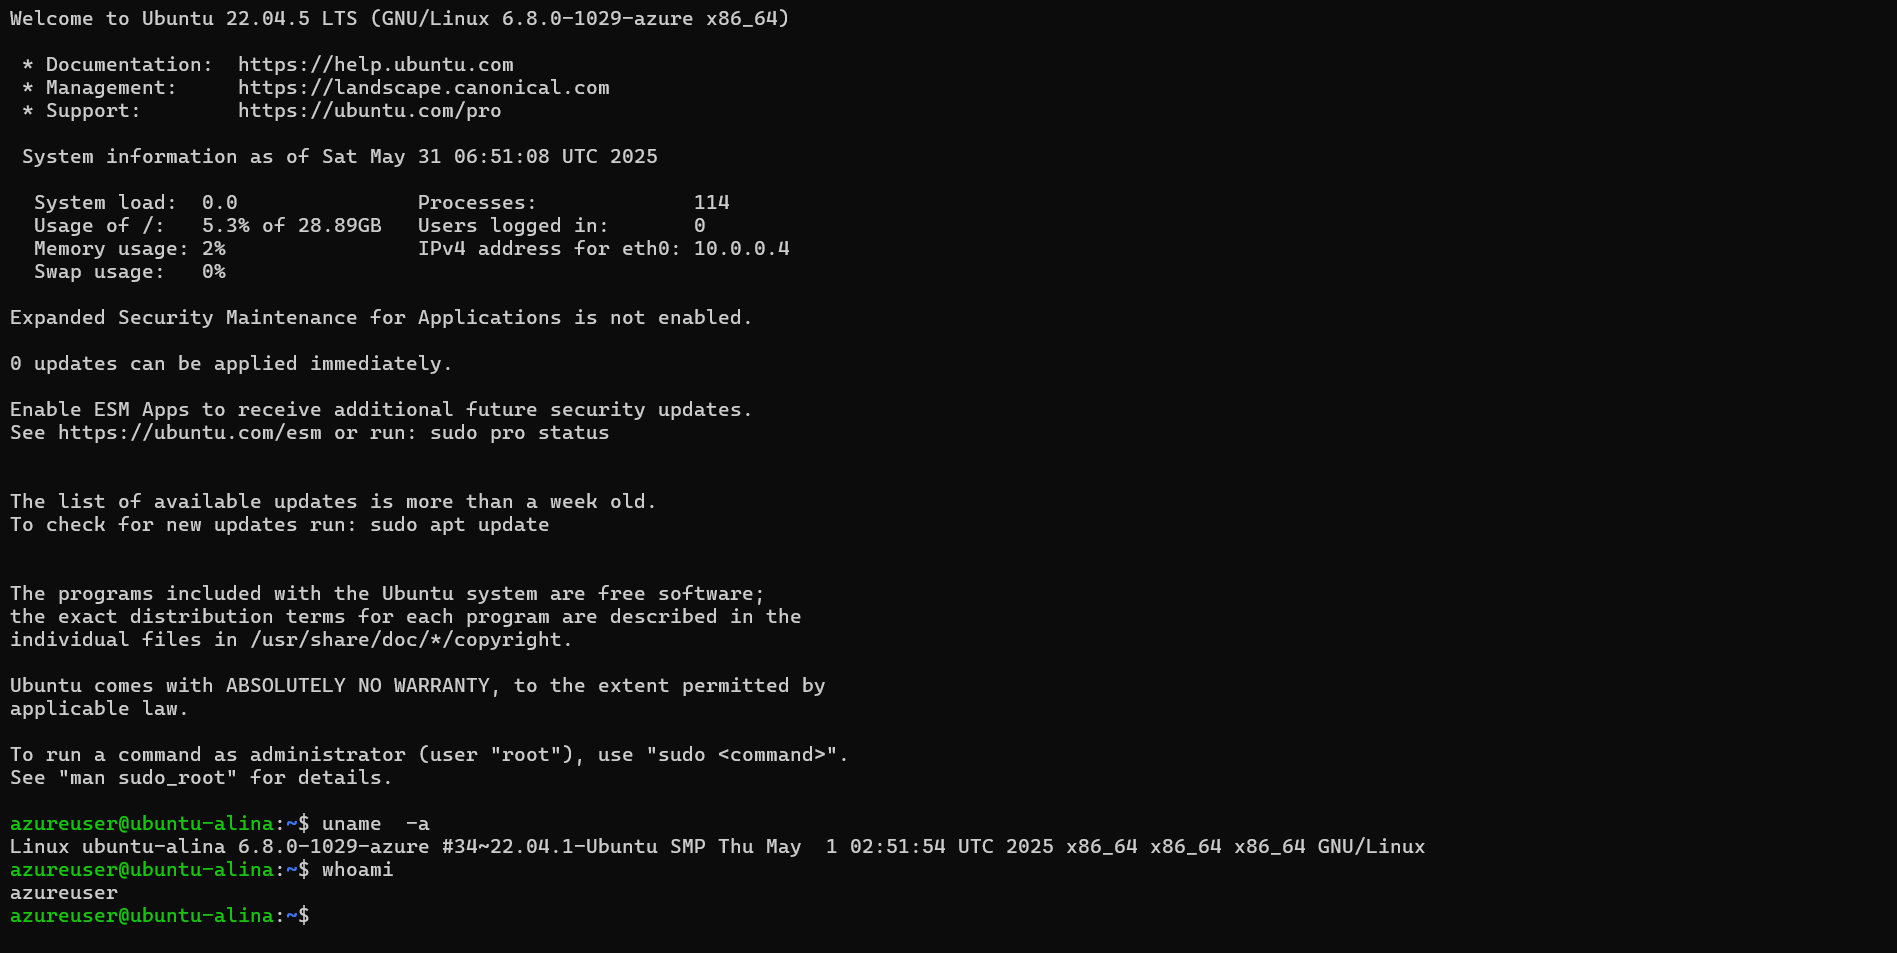 Welcome to Ubuntu 22.04.5 LTS (GNU/Linux 6.8.0-1029-azure x86_64)

 * Documentation:  https://help.ubuntu.com
 * Management:     https://landscape.canonical.com
 * Support:        https://ubuntu.com/pro

 System information as of Sat May 31 06:51:08 UTC 2025

  System load:  0.0               Processes:             114
  Usage of /:   5.3% of 28.89GB   Users logged in:       0
  Memory usage: 2%                IPv4 address for eth0: 10.0.0.4
  Swap usage:   0%

Expanded Security Maintenance for Applications is not enabled.

0 updates can be applied immediately.

Enable ESM Apps to receive additional future security updates.
See https://ubuntu.com/esm or run: sudo pro status


The list of available updates is more than a week old.
To check for new updates run: sudo apt update


The programs included with the Ubuntu system are free software;
the exact distribution terms for each program are described in the
individual files in /usr/share/doc/*/copyright.

Ubuntu comes with ABSOLUTELY NO WARRANTY, to the extent permitted by
applicable law.

To run a command as administrator (user "root"), use "sudo <command>".
See "man sudo_root" for details.

azureuser@ubuntu-alina:~$ uname  -a
Linux ubuntu-alina 6.8.0-1029-azure #34~22.04.1-Ubuntu SMP Thu May  1 02:51:54 UTC 2025 x86_64 x86_64 x86_64 GNU/Linux
azureuser@ubuntu-alina:~$ whoami
azureuser
azureuser@ubuntu-alina:~$